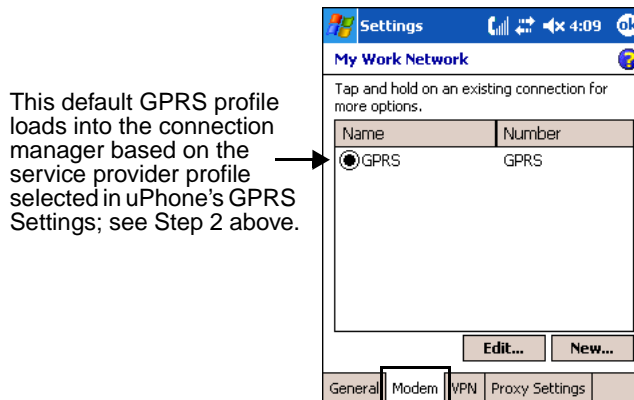 Settings 4:09 ok
My Work Network ?
Tap and hold on an existing connection for
more options.
Name Number
GPRS GPRS
Edit... New...
General Modem VPN Proxy Settings
This default GPRS profile
loads into the connection
manager based on the
service provider profile
selected in uPhone's GPRS
Settings; see Step 2 above.